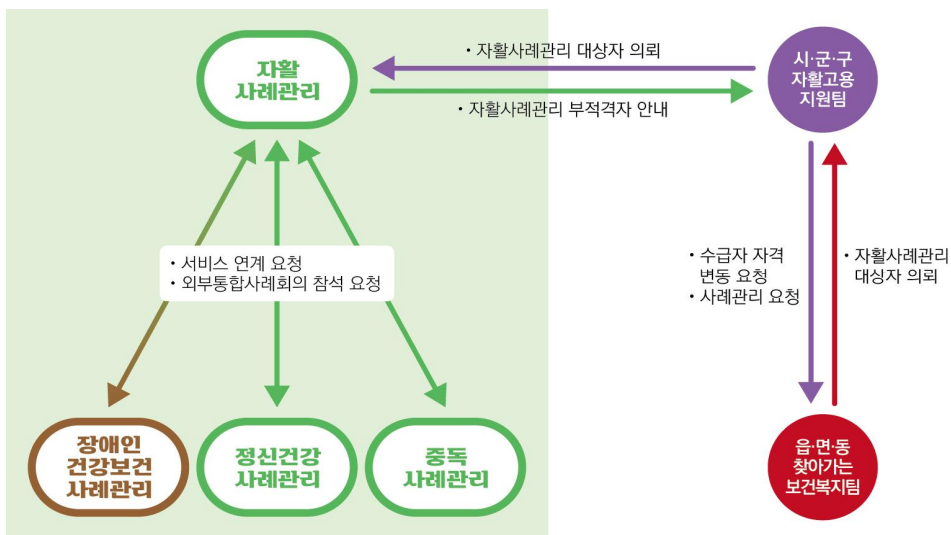 자활
사례관리
• 자활사례관리 대상자 의뢰
• 자활사례관리 부적격자 안내
시·군·구
자활고용
지원팀
• 서비스 연계 요청
• 외부통합사례회의 참석 요청
• 수급자 자격
변동 요청
• 사례관리 요청
• 자활사례관리
대상자 의뢰
장애인
건강보건
사례관리
정신건강
사례관리
중독
사례관리
읍·면·동
찾아가는
보건복지팀